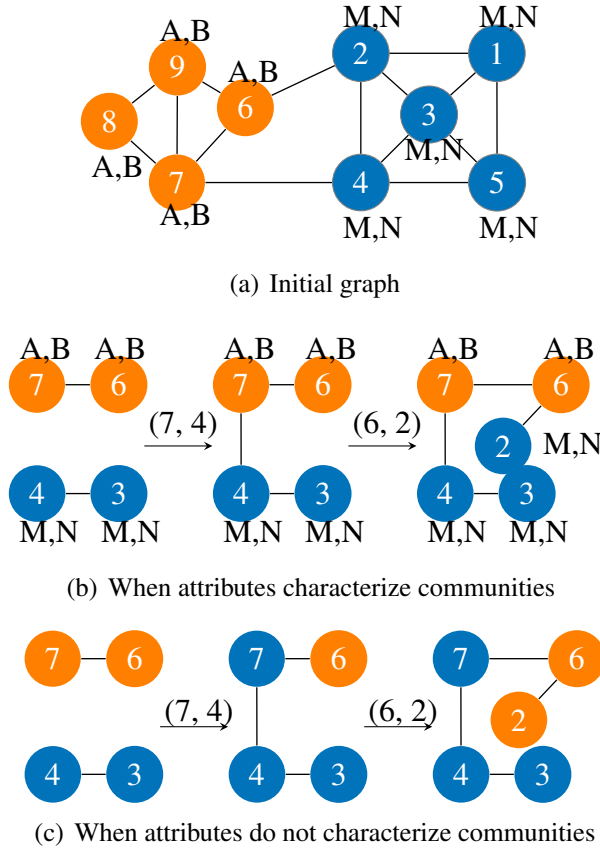 A,B
M,N
M,N
9
A,B
2
1
8
6
3
A,B
M,N
7
4
5
A,B
M,N
M,N
(a) Initial graph
A,B A,B
A,B A,B
A,B
A,B
7
6
7
6
7
6
(7, 4)
(6, 2)
2
M,N
4
3
4
3
4
3
M,N M,N
M,N M,N
M,N M,N
(b) When attributes characterize communities
7
6
7
6
7
6
(7, 4)
(6, 2)
2
4
3
4
3
4
3
(c) When attributes do not characterize communities